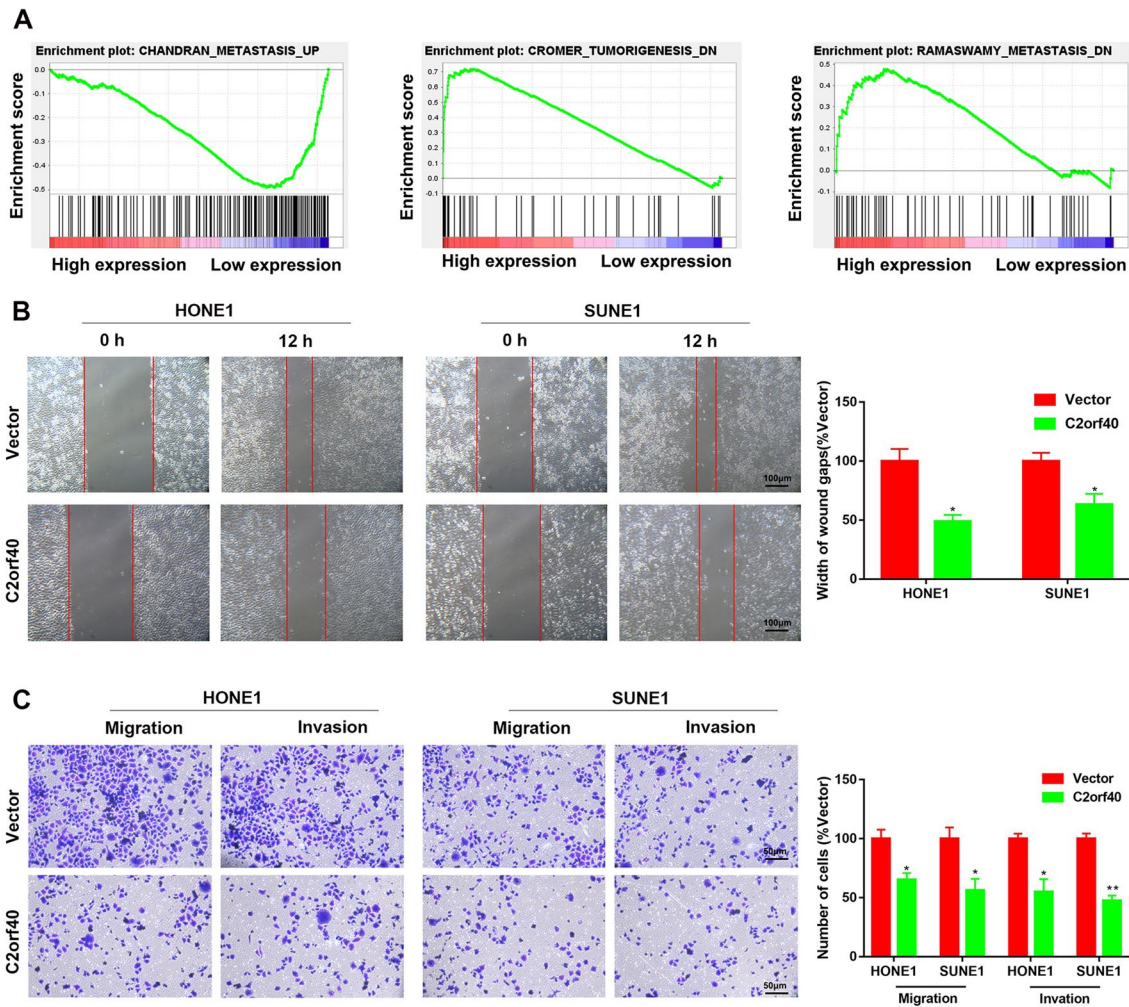 A
Enrichment plot: CHANDRAN_METASTASIS_UP
Enrichment score
0.0
-0.1
-0.2
-0.3
-0.4
-0.5
High expression Low expression
Enrichment plot: CROMER_TUMORIGENESIS_DN
Enrichment score
0.7
0.6
0.5
0.4
0.3
0.2
0.1
0.0
-0.1
High expression Low expression
Enrichment plot: RAMASWAMY_METASTASIS_DN
Enrichment score
0.5
0.4
0.3
0.2
0.1
0.0
-0.1
High expression Low expression
B
HONE1
SUNE1
0 h
12 h
0 h
12 h
Vector
100μm
C2orf40
100μm
Width of wound gaps(%Vector)
150
100
50
0
Vector
C2orf40
*
*
HONE1
SUNE1
C
HONE1
SUNE1
Migration
Invasion
Migration
Invasion
Vector
50μm
C2orf40
50μm
Number of cells (%Vector)
150
100
50
0
Vector
C2orf40
*
*
*
**
HONE1
SUNE1
HONE1
SUNE1
Migration
Invation